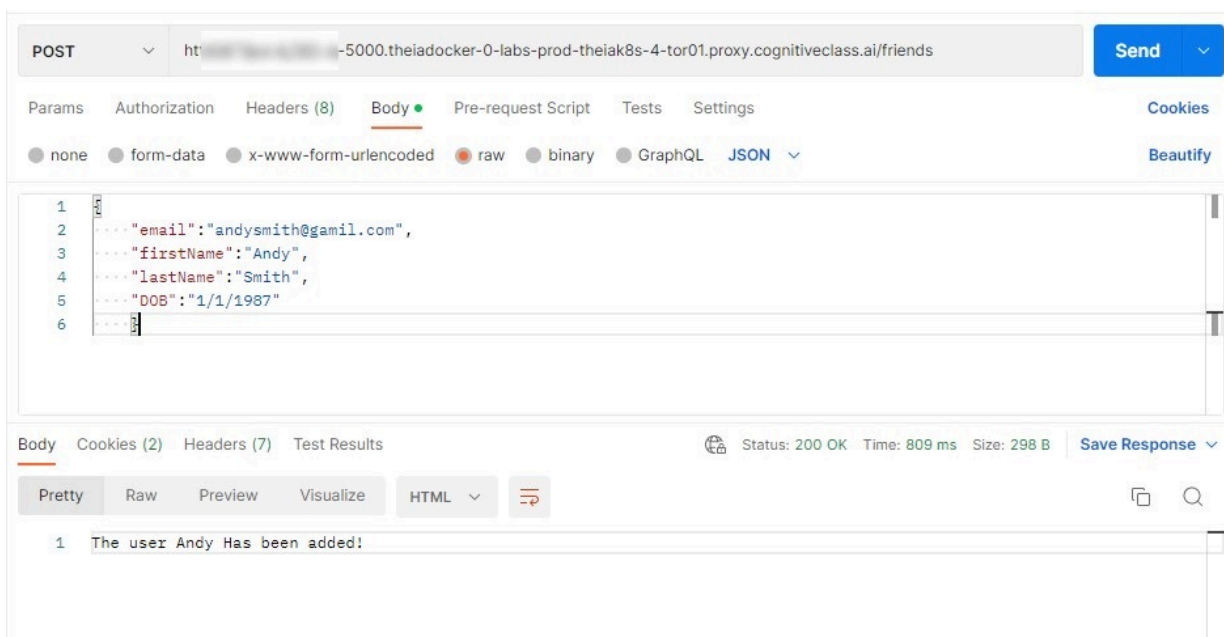 POST ht -5000.theiadocker-0-labs-prod-theiak8s-4-tor01.proxy.cognitiveclass.ai/friends Send
Params Authorization Headers (8) Body Pre-request Script Tests Settings Cookies
none form-data x-www-form-urlencoded raw binary GraphQL JSON Beautify
1 {
2 "email":"andysmith@gamil.com",
3 "firstName":"Andy",
4 "lastName":"Smith",
5 "DOB":"1/1/1987"
6 }
Body Cookies (2) Headers (7) Test Results Status: 200 OK Time: 809 ms Size: 298 B Save Response
Pretty Raw Preview Visualize HTML
1 The user Andy Has been added!